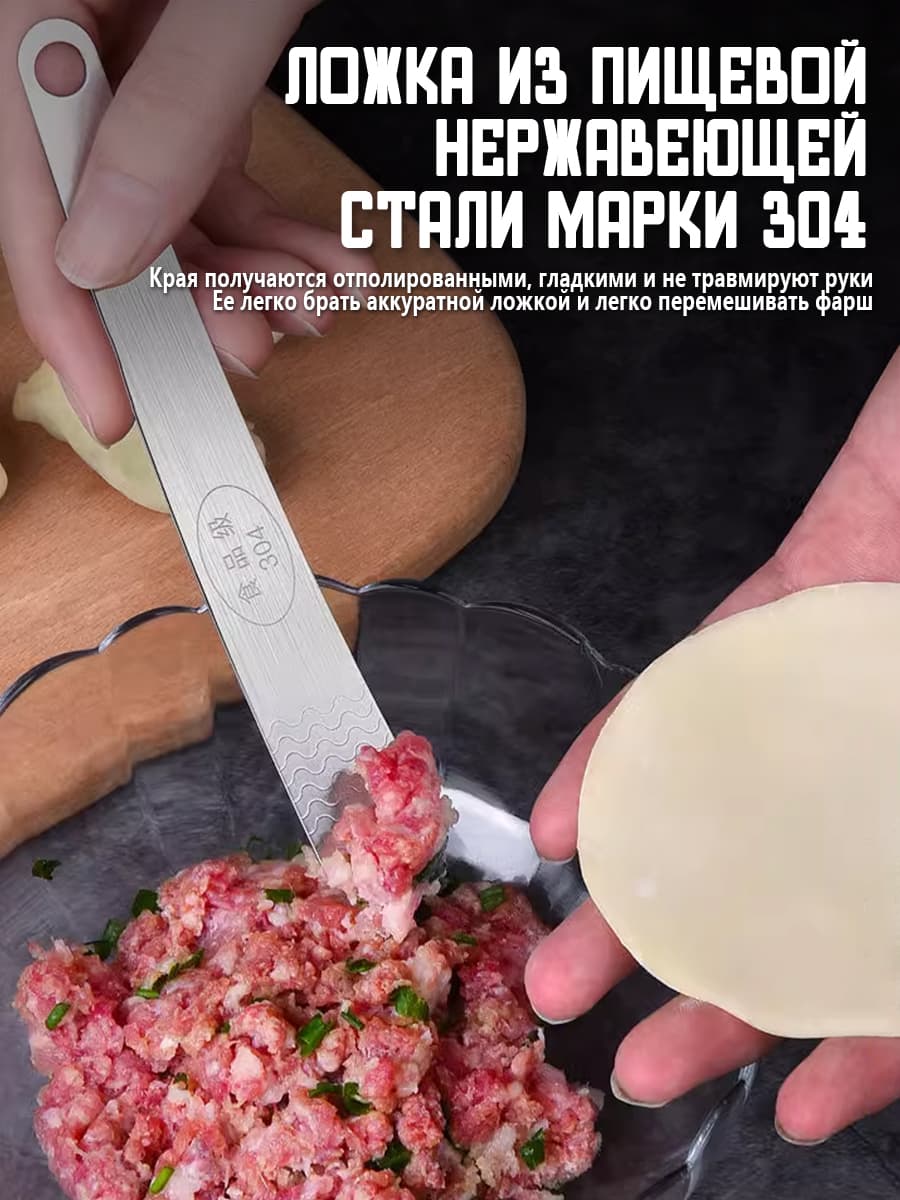 ЛОЖКА ИЗ ПИЩЕВОЙ
НЕРЖАВЕЮЩЕЙ
СТАЛИ МАРКИ 304
Края получаются отполированными, гладкими и не травмируют руки
Ее легко брать аккуратной ложкой и легко перемешивать фарш
食品级
304